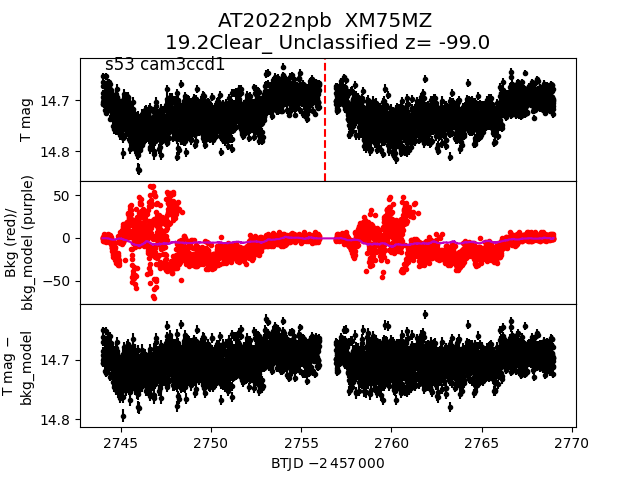 AT2022npb  XM75MZ
19.2Clear_ Unclassified z= -99.0
s53 cam3ccd1
T mag
14.7
14.8
Bkg (red)/
bkg_model (purple)
50
0
−50
T mag −
bkg_model
14.7
14.8
2745
2750
2755
2760
2765
2770
BTJD −2 457 000